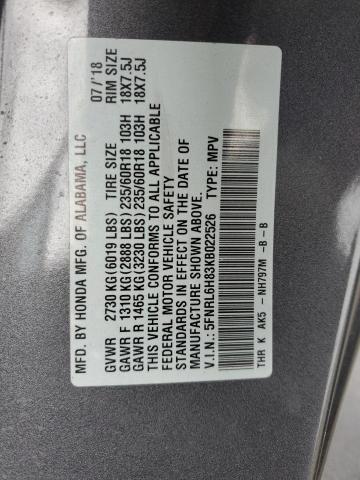 MFD. BY HONDA MFG. OF ALABAMA, LLC 07/'18
GVWR 2730 KG(6019 LBS) TIRE SIZE RIM SIZE
GAWR F 1310 KG(2888 LBS) 235/60R18 103H 18X7.5J
GAWR R 1465 KG(3230 LBS) 235/60R18 103H 18X7.5J
THIS VEHICLE CONFORMS TO ALL APPLICABLE
FEDERAL MOTOR VEHICLE SAFETY
STANDARDS IN EFFECT ON THE DATE OF
MANUFACTURE SHOWN ABOVE.
V.I.N.: 5FNRL6H83KB022526 TYPE: MPV
THR K AK5 - NH797M -B -B